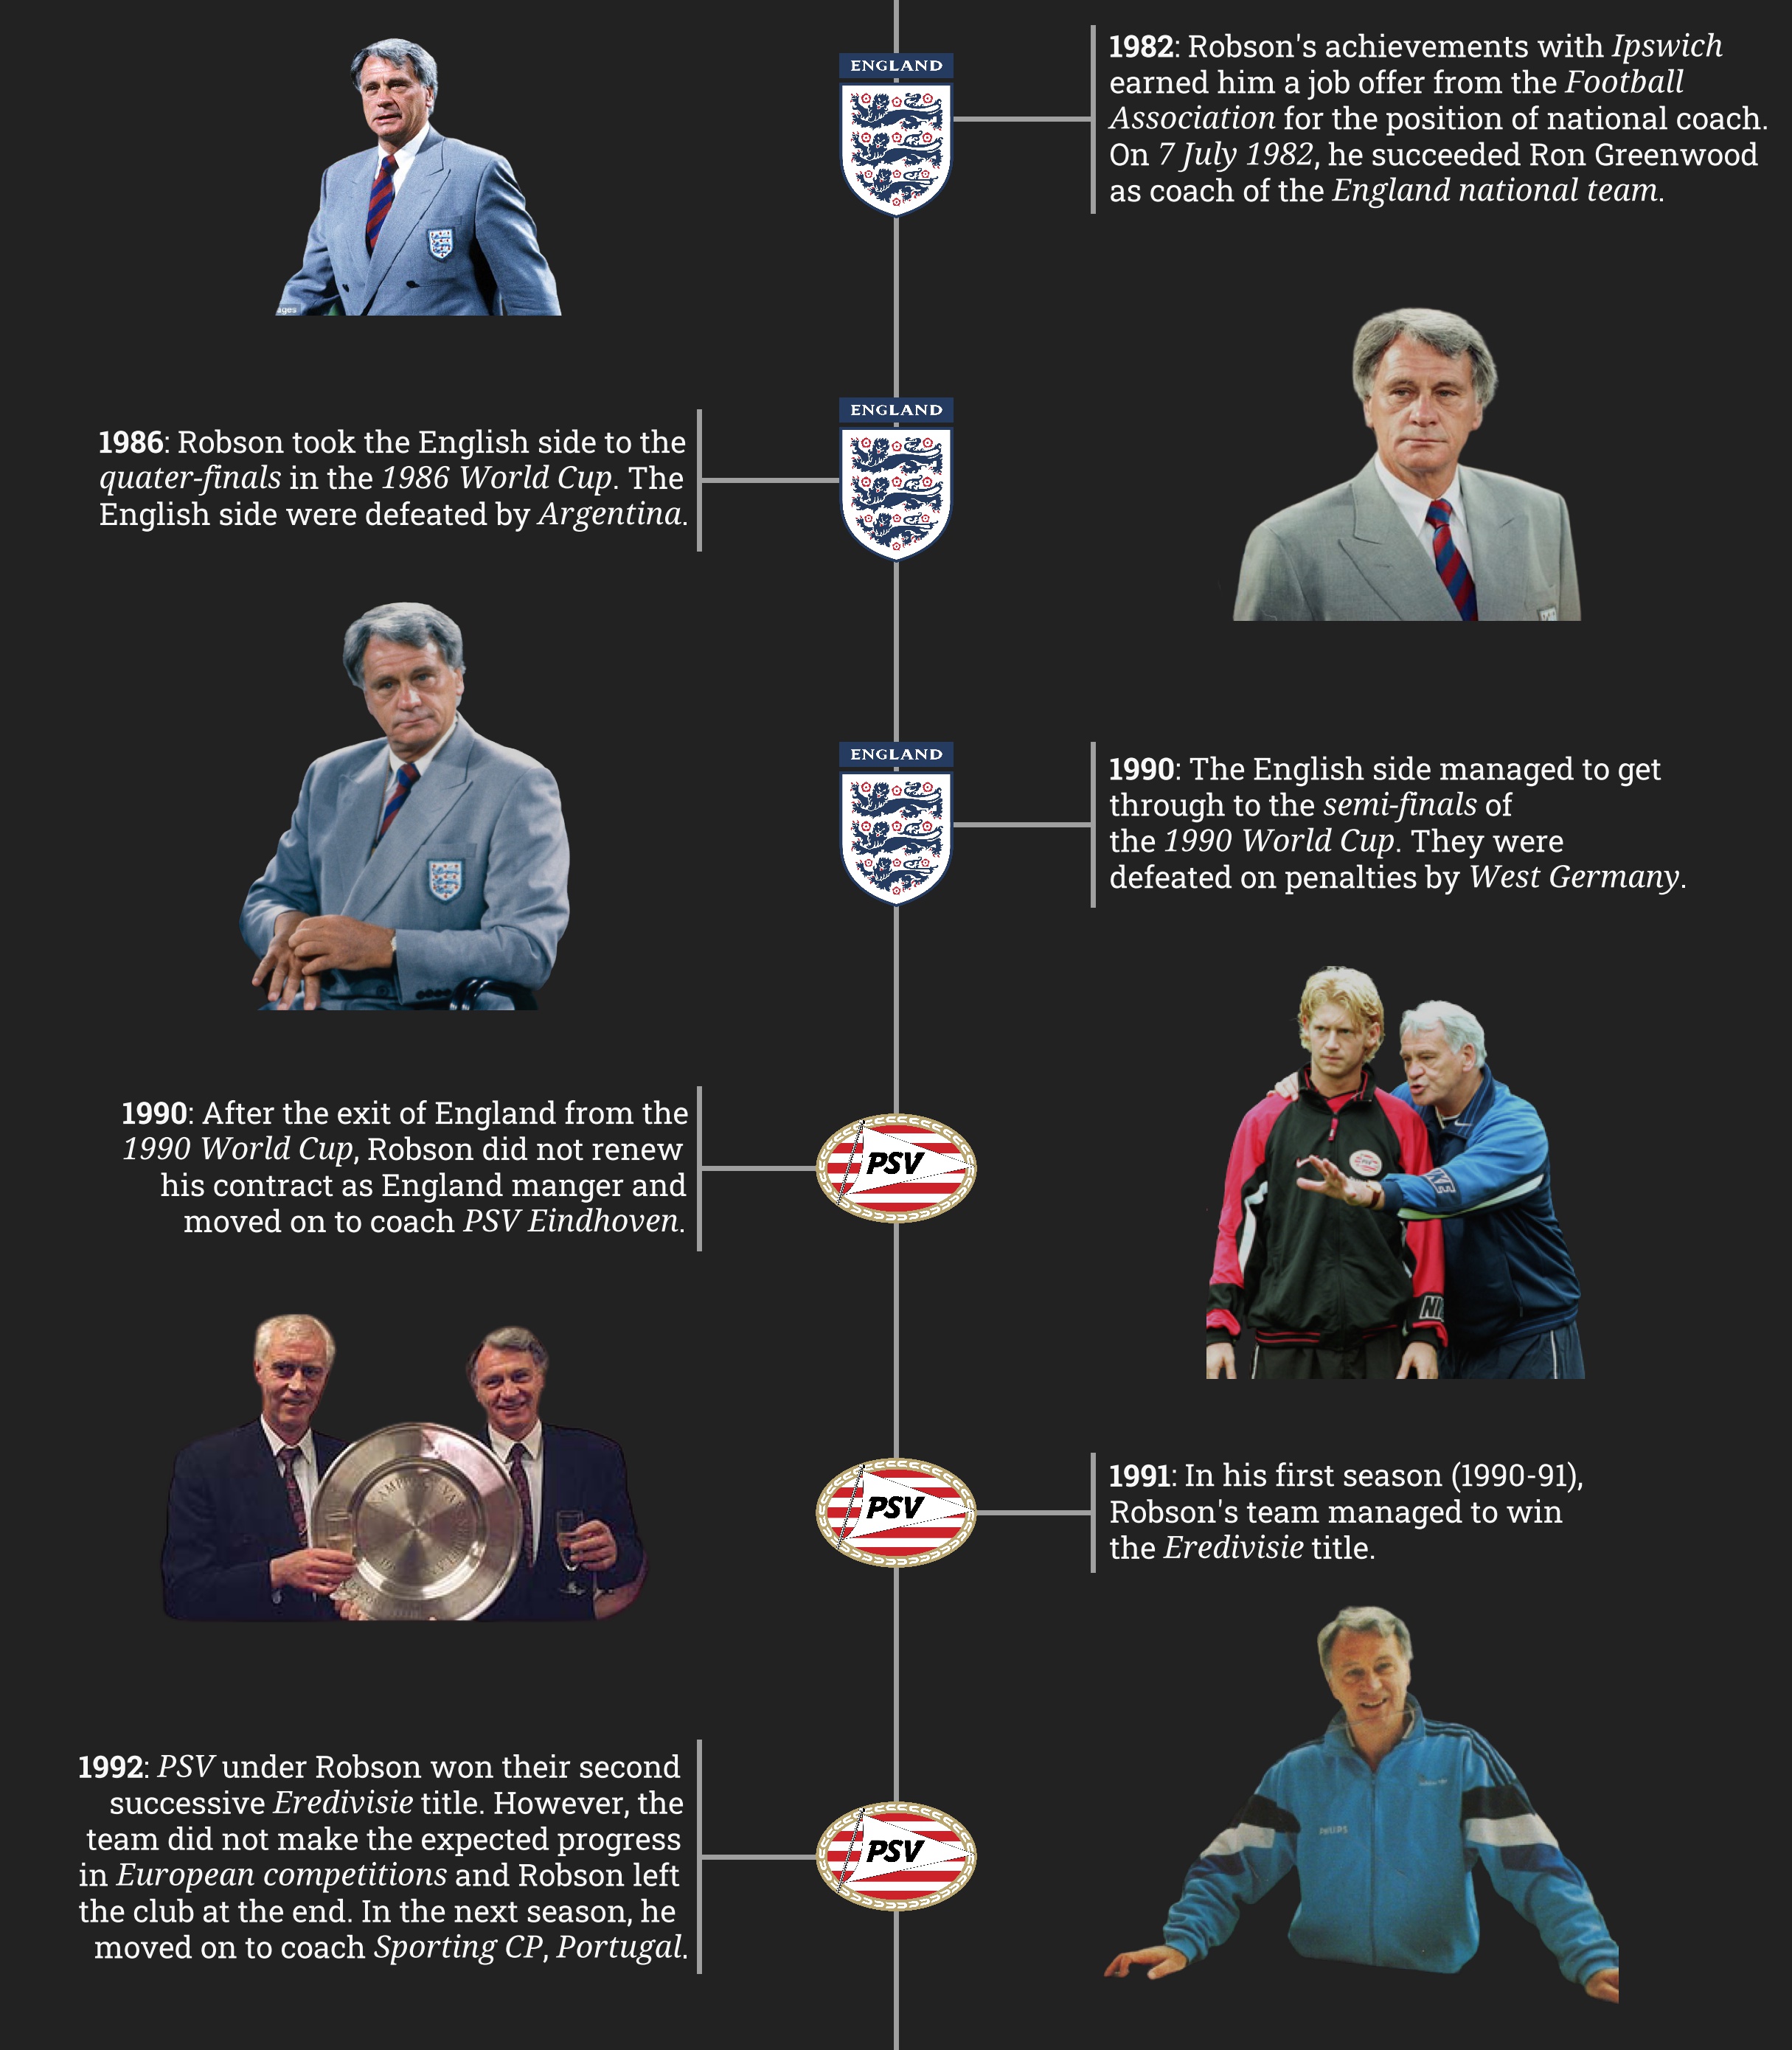 ENGLAND
1982: Robson's achievements with Ipswich
earned him a job offer from the Football
Association for the position of national coach.
On 7 July 1982, he succeeded Ron Greenwood
as coach of the England national team.
ages
ENGLAND
1986: Robson took the English side to the
quater-finals in the 1986 World Cup. The
English side were defeated by Argentina.
ENGLAND
1990: The English side managed to get
through to the semi-finals of
the 1990 World Cup. They were
defeated on penalties by West Germany.
1990: After the exit of England from the
1990 World Cup, Robson did not renew
his contract as England manger and
moved on to coach PSV Eindhoven.
PSV
PSV
1991: In his first season (1990-91),
Robson's team managed to win
the Eredivisie title.
PHILIPS
1992: PSV under Robson won their second
successive Eredivisie title. However, the
team did not make the expected progress
in European competitions and Robson left
the club at the end. In the next season, he
moved on to coach Sporting CP, Portugal.
PSV